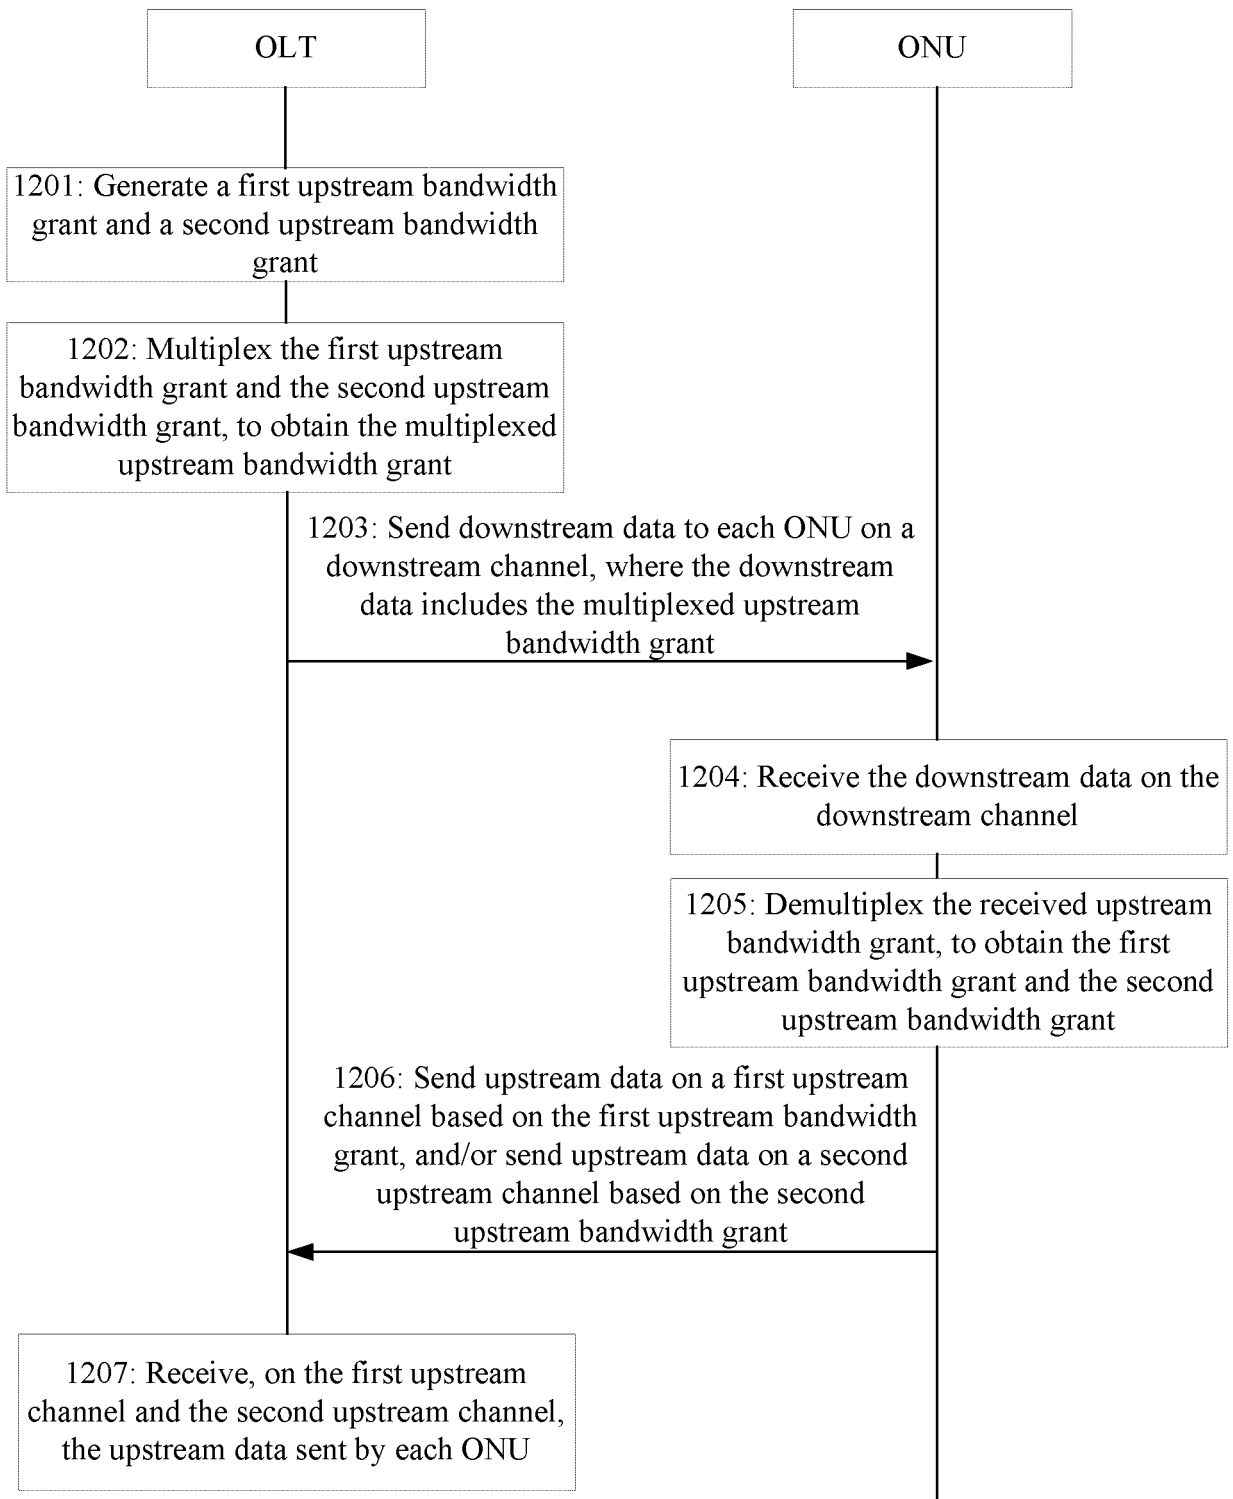 OLT
ONU
1201: Generate a first upstream bandwidth
grant and a second upstream bandwidth
grant
1202: Multiplex the first upstream
bandwidth grant and the second upstream
bandwidth grant, to obtain the multiplexed
upstream bandwidth grant
1203: Send downstream data to each ONU on a
downstream channel, where the downstream
data includes the multiplexed upstream
bandwidth grant
1204: Receive the downstream data on the
downstream channel
1205: Demultiplex the received upstream
bandwidth grant, to obtain the first
upstream bandwidth grant and the second
upstream bandwidth grant
1206: Send upstream data on a first upstream
channel based on the first upstream bandwidth
grant, and/or send upstream data on a second
upstream channel based on the second
upstream bandwidth grant
1207: Receive, on the first upstream
channel and the second upstream channel,
the upstream data sent by each ONU